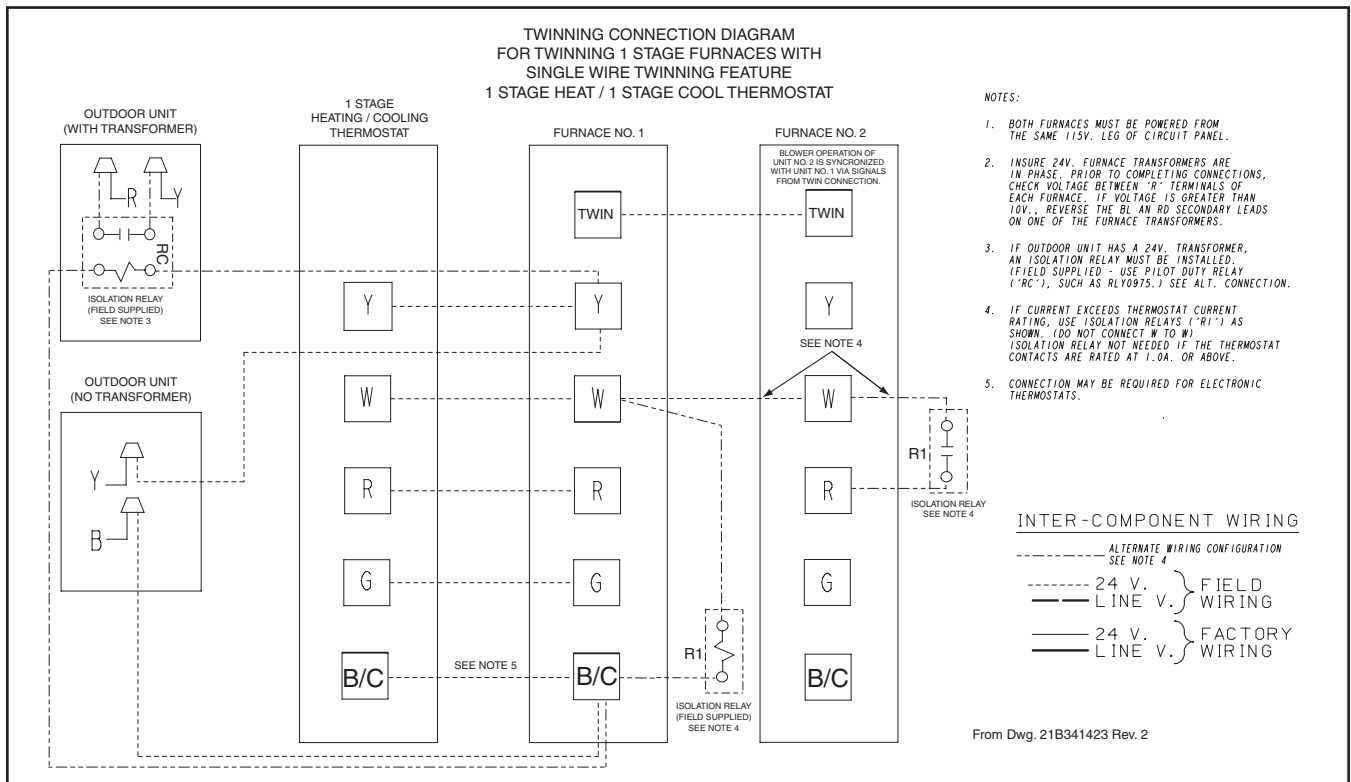 TWINNING CONNECTION DIAGRAM
FOR TWINNING 1 STAGE FURNACES WITH
SINGLE WIRE TWINNING FEATURE
1 STAGE HEAT / 1 STAGE COOL THERMOSTAT
OUTDOOR UNIT
(WITH TRANSFORMER)
R
Y
RC
ISOLATION RELAY
(FIELD SUPPLIED)
SEE NOTE 3
OUTDOOR UNIT
(NO TRANSFORMER)
Y
B
1 STAGE
HEATING / COOLING
THERMOSTAT
Y
W
R
G
B/C
SEE NOTE 5
FURNACE NO. 1
TWIN
Y
W
R
G
B/C
R1
ISOLATION RELAY
(FIELD SUPPLIED)
SEE NOTE 4
FURNACE NO. 2
BLOWER OPERATION OF
UNIT NO. 2 IS SYNCRONIZED
WITH UNIT NO. 1 VIA SIGNALS
FROM TWIN CONNECTION.
TWIN
Y
SEE NOTE 4
W
R
G
B/C
R1
ISOLATION RELAY
SEE NOTE 4
NOTES:
1. BOTH FURNACES MUST BE POWERED FROM
THE SAME 115V. LEG OF CIRCUIT PANEL.
2. INSURE 24V. FURNACE TRANSFORMERS ARE
IN PHASE. PRIOR TO COMPLETING CONNECTIONS,
CHECK VOLTAGE BETWEEN 'R' TERMINALS OF
EACH FURNACE. IF VOLTAGE IS GREATER THAN
10V., REVERSE THE BL AN RD SECONDARY LEADS
ON ONE OF THE FURNACE TRANSFORMERS.
3. IF OUTDOOR UNIT HAS A 24V. TRANSFORMER,
AN ISOLATION RELAY MUST BE INSTALLED.
(FIELD SUPPLIED - USE PILOT DUTY RELAY
('RC'), SUCH AS RLY0975.) SEE ALT. CONNECTION.
4. IF CURRENT EXCEEDS THERMOSTAT CURRENT
RATING, USE ISOLATION RELAYS ('R1') AS
SHOWN. (DO NOT CONNECT W TO W)
ISOLATION RELAY NOT NEEDED IF THE THERMOSTAT
CONTACTS ARE RATED AT 1.0A. OR ABOVE.
5. CONNECTION MAY BE REQUIRED FOR ELECTRONIC
THERMOSTATS.
INTER-COMPONENT WIRING
ALTERNATE WIRING CONFIGURATION
SEE NOTE 4
24 V. FIELD
LINE V. WIRING
24 V. FACTORY
LINE V. WIRING
From Dwg. 21B341423 Rev. 2